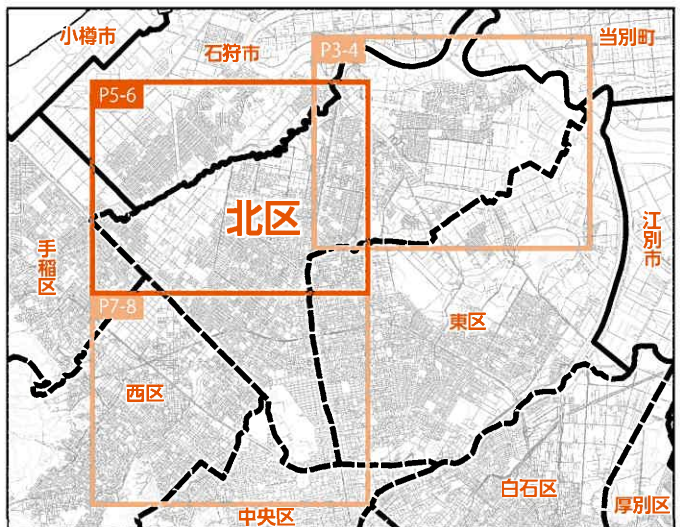 小樽市
石狩市
当別町
P3-4
P5-6
北区
手稲区
江別市
P7-8
東区
西区
白石区
中央区
厚別区